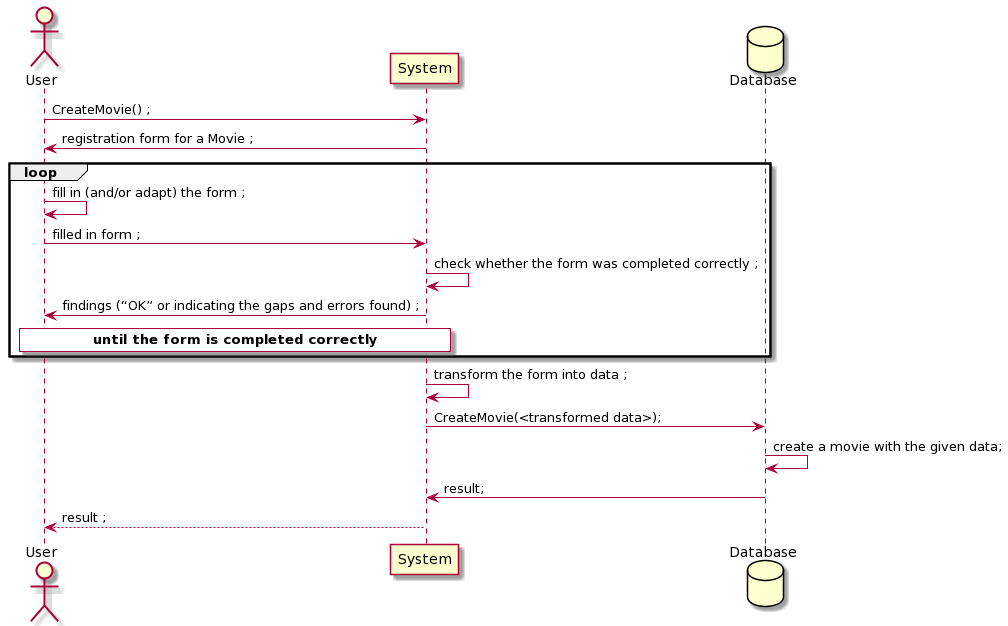 User
System
Database
CreateMovie() ;
registration form for a Movie ;
loop
fill in (and/or adapt) the form ;
filled in form ;
check whether the form was completed correctly ;
findings (“OK” or indicating the gaps and errors found) ;
until the form is completed correctly
transform the form into data ;
CreateMovie(<transformed data>);
create a movie with the given data;
result;
result ;
User
System
Database